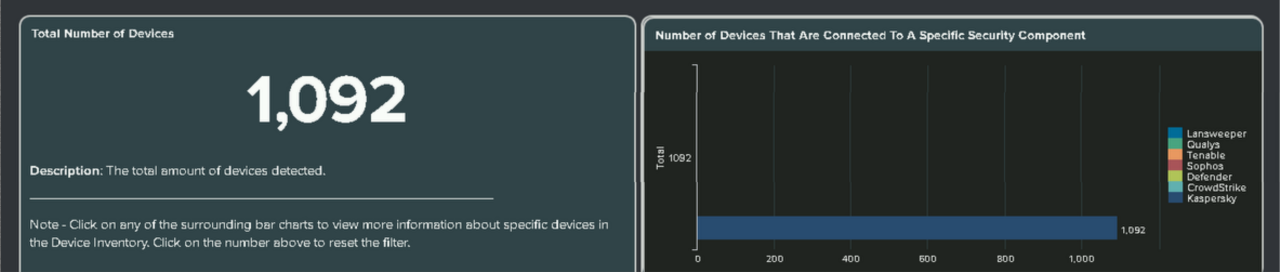 Total Number of Devices
1,092
Description: The total amount of devices detected.
Note - Click on any of the surrounding bar charts to view more information about specific devices in
the Device Inventory. Click on the number above to reset the filter.
Number of Devices That Are Connected To A Specific Security Component
Total
1092
1,092
0 200 400 600 800 1,000
Lansweeper
Qualys
Tenable
Sophos
Defender
CrowdStrike
Kaspersky